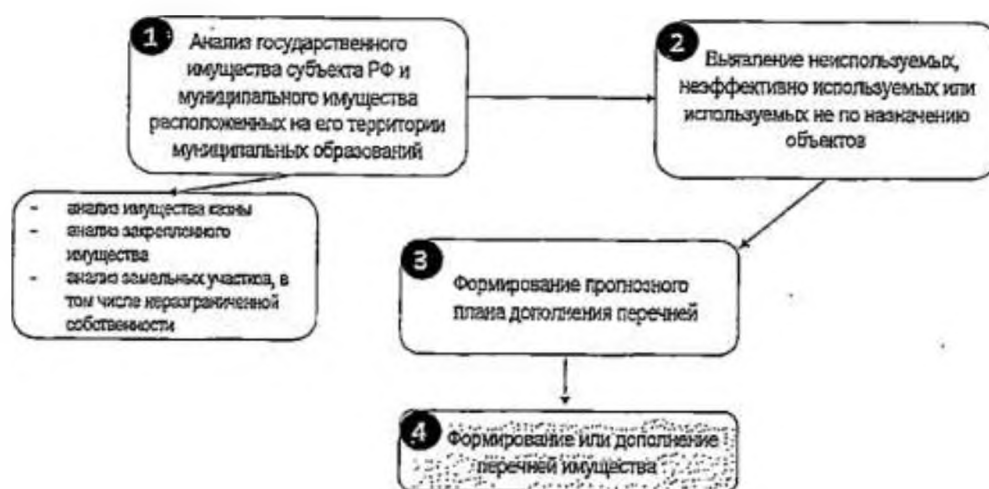 1
Анализ государственного
имущества субъекта РФ и
муниципального имущества
расположенных на его территории
муниципальных образований
2
Выявление неиспользуемых,
неэффективно используемых или
используемых не по назначению
объектов
- анализ имущества казны
- анализ закрепленного
имущества
- анализ земельных участков, в
том числе неразграниченной
собственности
3
Формирование прогнозного
плана дополнения перечней
4
Формирование или дополнение
перечней имущества